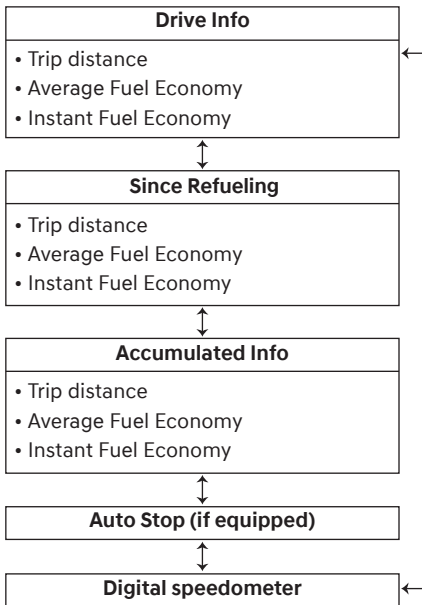 Drive Info
• Trip distance
• Average Fuel Economy
• Instant Fuel Economy
Since Refueling
• Trip distance
• Average Fuel Economy
• Instant Fuel Economy
Accumulated Info
• Trip distance
• Average Fuel Economy
• Instant Fuel Economy
Auto Stop (if equipped)
Digital speedometer